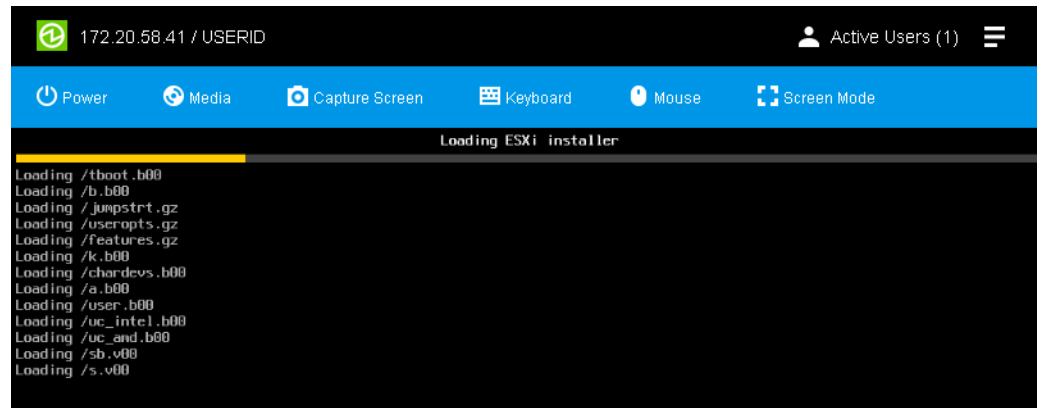 172.20.58.41 / USERID
Active Users (1)
Power Media Capture Screen Keyboard Mouse Screen Mode
Loading ESXi installer
Loading /tboot.b00
Loading /b.b00
Loading /jumpstrt.gz
Loading /useropts.gz
Loading /features.gz
Loading /k.b00
Loading /chardevs.b00
Loading /a.b00
Loading /user.b00
Loading /uc_intel.b00
Loading /uc_amd.b00
Loading /sb.v00
Loading /s.v00